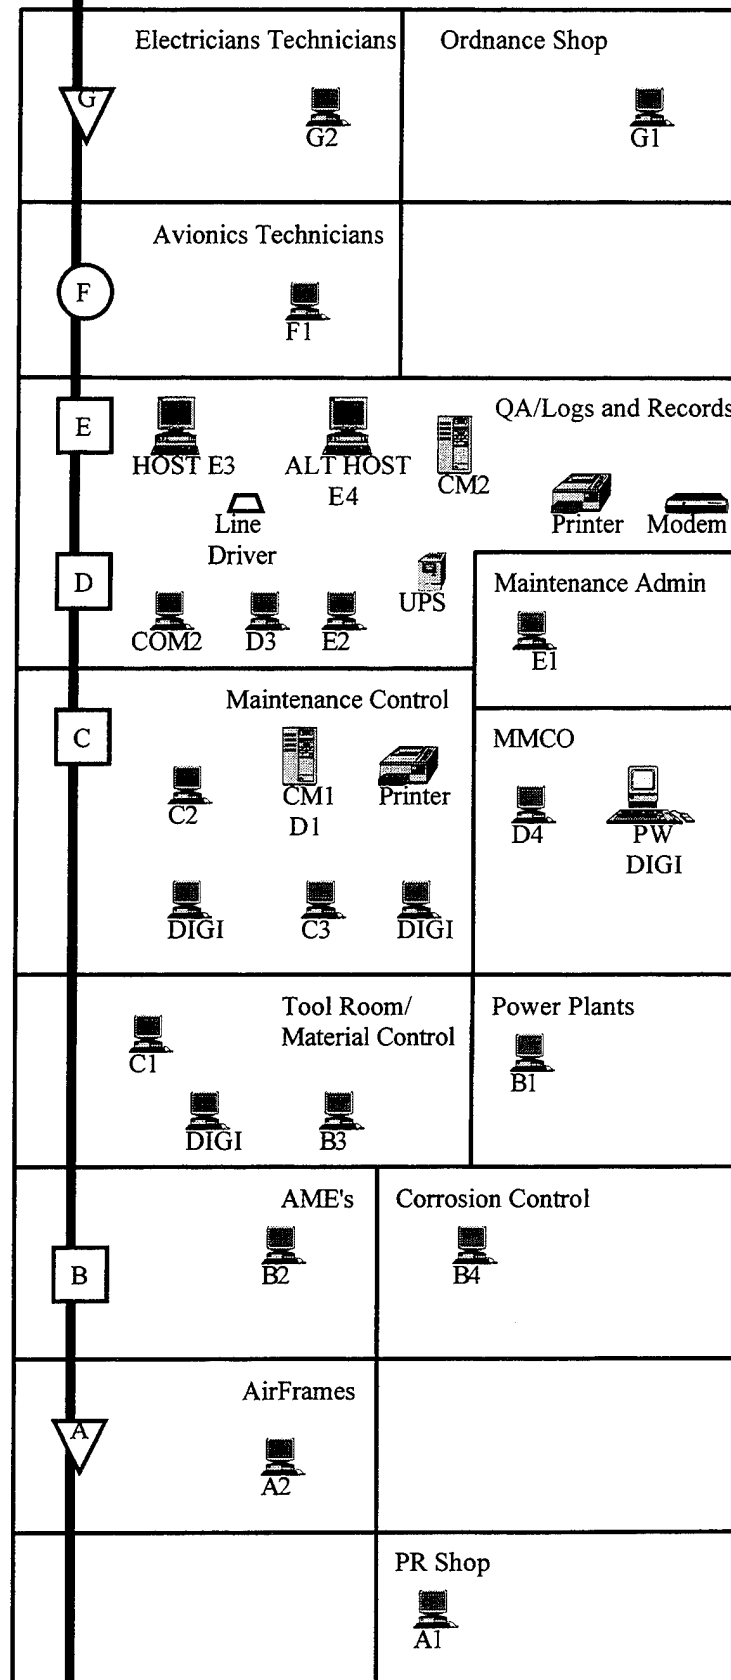 Electricians Technicians
Ordnance Shop
G
G2
G1
Avionics Technicians
F
F1
E
QA/Logs and Records
HOST E3
ALT HOST
E4
CM2
Line
Driver
Printer
Modem
D
UPS
COM2
D3
E2
Maintenance Admin
E1
Maintenance Control
C
C2
CM1
D1
Printer
MMCO
D4
PW
DIGI
DIGI
C3
DIGI
Tool Room/
Material Control
C1
DIGI
B3
Power Plants
B1
AME's
B
B2
Corrosion Control
B4
AirFrames
A
A2
PR Shop
A1